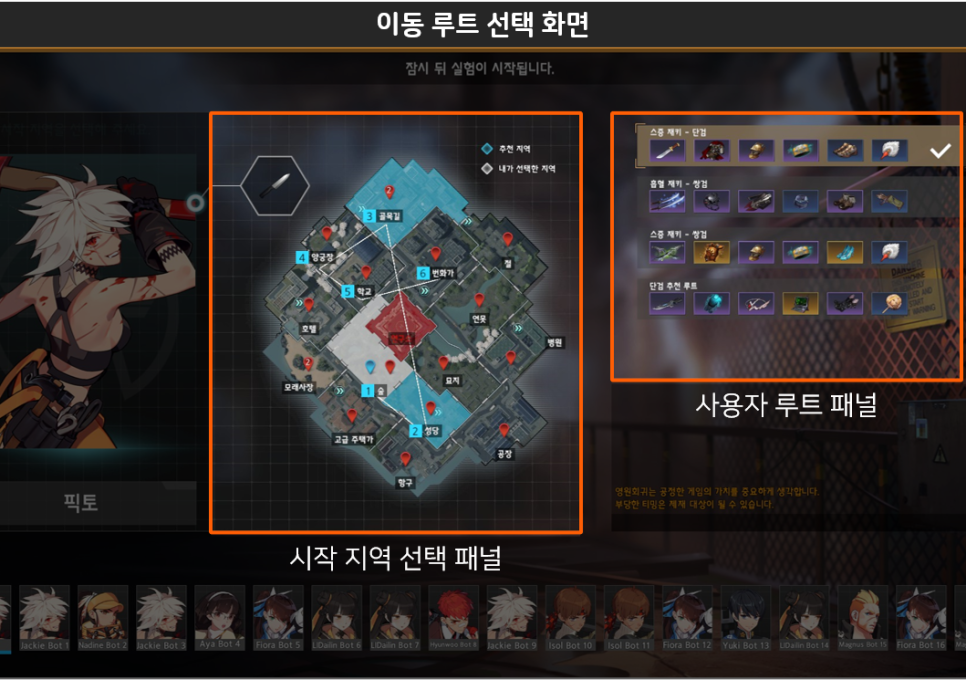 이동 루트 선택 화면
잠시 뒤 실험이 시작됩니다.
추천 지역
내가 선택한 지역
2
3 골목길
4 양궁장
절
6 번화가
5 학교
호텔
연못
병원
2
모래사장
묘지
1 숲
2 성당
고급 주택가
공장
항구
스증 재키 - 단검
흡혈 재키 - 쌍검
스증 재키 - 쌍검
단검 추천 루트
사용자 루트 패널
픽토
영원회귀는 공정한 게임의 가치를 중요하게 생각합니다.
부당한 티밍은 제재 대상이 될 수 있습니다.
시작 지역 선택 패널
Jackie Bot 1
Nadine Bot 2
Jackie Bot 3
Aya Bot 4
Fiora Bot 5
LiDailin Bot 6
LiDailin Bot 7
Hyunwoo Bot 8
Jackie Bot 9
Isol Bot 10
Isol Bot 11
Fiora Bot 12
Yuki Bot 13
LiDailin Bot 14
Magnus Bot 15
Fiora Bot 16